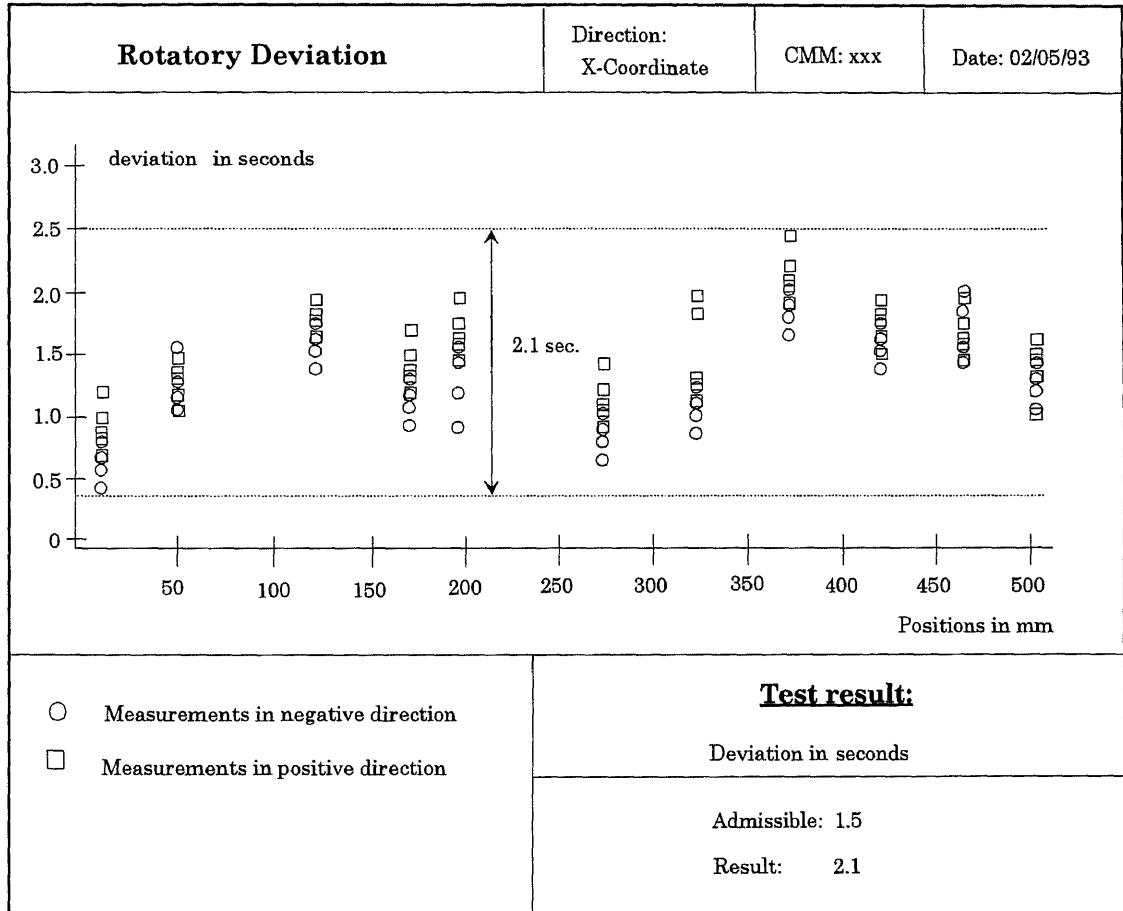 Rotatory Deviation
Direction:
X-Coordinate
CMM: xxx
Date: 02/05/93
deviation in seconds
3.0
2.5
2.0
1.5
1.0
0.5
0
2.1 sec.
50 100 150 200 250 300 350 400 450 500
Positions in mm
Measurements in negative direction
Measurements in positive direction
Test result:
Deviation in seconds
Admissible: 1.5
Result: 2.1